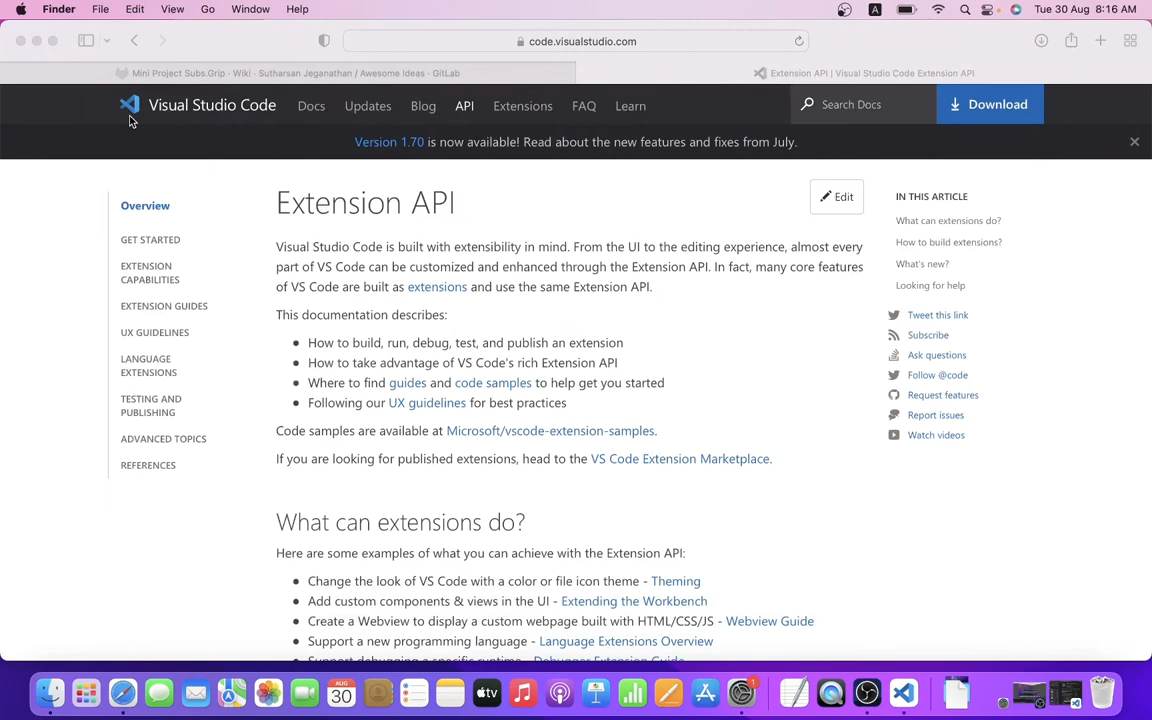 Finder File Edit View Go Window Help
A
Tue 30 Aug 8:16 AM
code.visualstudio.com
Mini Project Subs.Grip · Wiki · Sutharsan Jeganathan / Awesome Ideas · GitLab
Extension API | Visual Studio Code Extension API
Visual Studio Code Docs Updates Blog API Extensions FAQ Learn
Search Docs
Download
Version 1.70 is now available! Read about the new features and fixes from July.
Overview
GET STARTED
EXTENSION
CAPABILITIES
EXTENSION GUIDES
UX GUIDELINES
LANGUAGE
EXTENSIONS
TESTING AND
PUBLISHING
ADVANCED TOPICS
REFERENCES
Extension API
Edit
Visual Studio Code is built with extensibility in mind. From the UI to the editing experience, almost every
part of VS Code can be customized and enhanced through the Extension API. In fact, many core features
of VS Code are built as extensions and use the same Extension API.
This documentation describes:
• How to build, run, debug, test, and publish an extension
• How to take advantage of VS Code's rich Extension API
• Where to find guides and code samples to help get you started
• Following our UX guidelines for best practices
Code samples are available at Microsoft/vscode-extension-samples.
If you are looking for published extensions, head to the VS Code Extension Marketplace.
What can extensions do?
Here are some examples of what you can achieve with the Extension API:
• Change the look of VS Code with a color or file icon theme - Theming
• Add custom components & views in the UI - Extending the Workbench
• Create a Webview to display a custom webpage built with HTML/CSS/JS - Webview Guide
• Support a new programming language - Language Extensions Overview
• Support debugging a specific runtime - Debugger Extension Guide
IN THIS ARTICLE
What can extensions do?
How to build extensions?
What's new?
Looking for help
Tweet this link
Subscribe
Ask questions
Follow @code
Request features
Report issues
Watch videos
AUG
30
tv
1